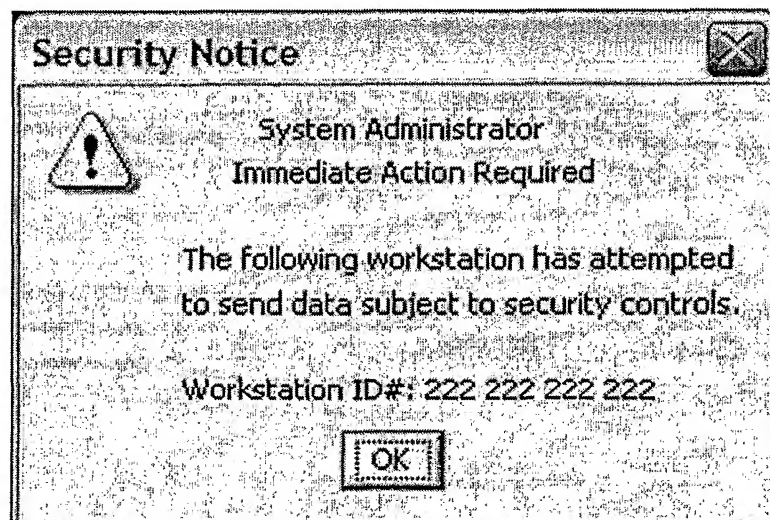 Security Notice
System Administrator
Immediate Action Required
The following workstation has attempted
to send data subject to security controls.
Workstation ID#: 222 222 222 222
OK